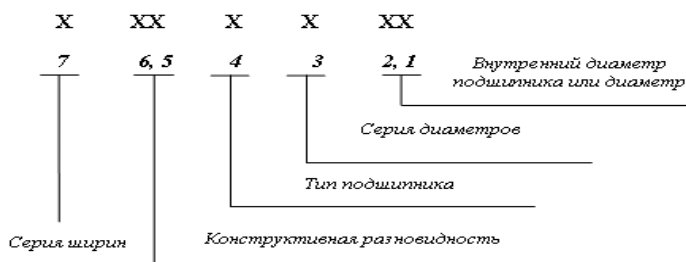 X XX X X XX
7 6, 5 4 3 2, 1
Внутренний диаметр
подшипника или диаметр
Серия диаметров
Тип подшипника
Серия ширин
Конструктивная разновидность